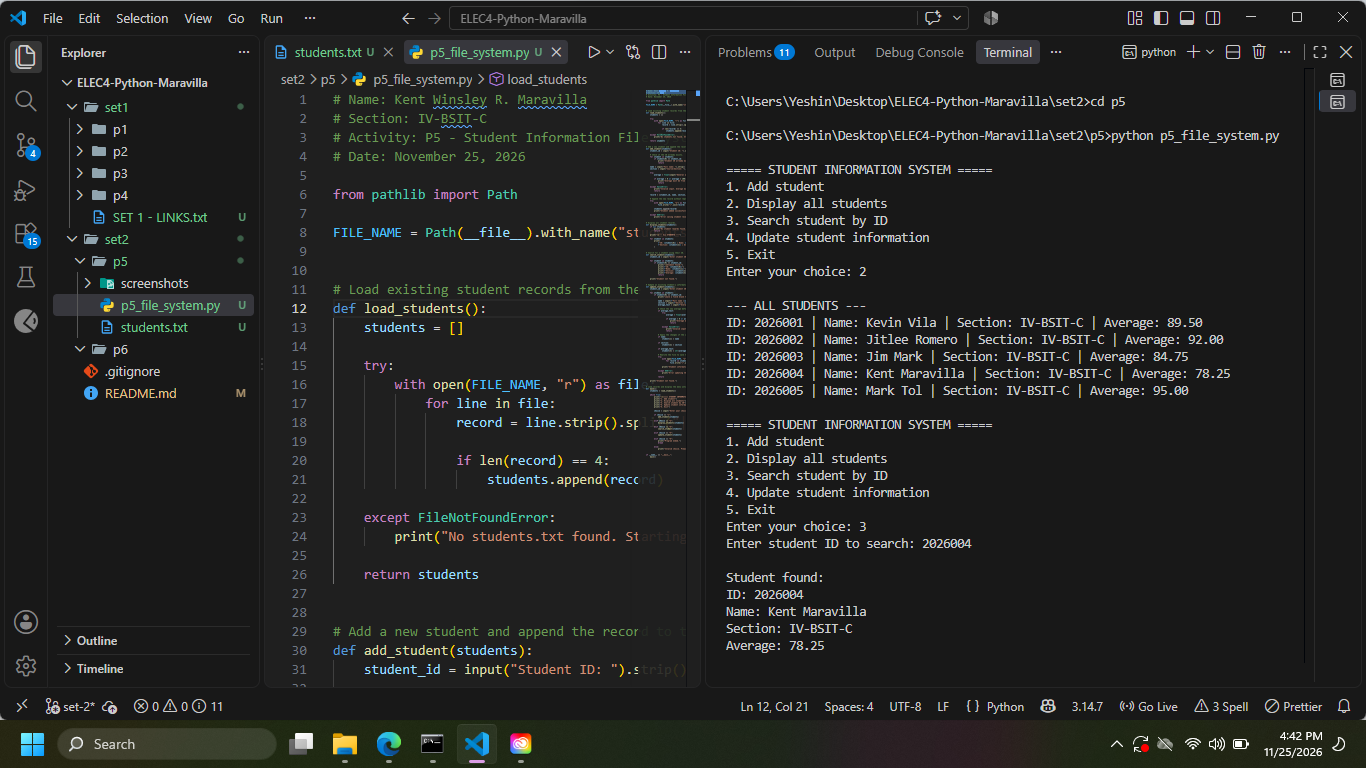 File Edit Selection View Go Run ···
ELEC4-Python-Maravilla
Explorer ···
ELEC4-Python-Maravilla
set1
p1
p2
p3
p4
SET 1 - LINKS.txt U
set2
p5
screenshots
p5_file_system.py U
students.txt U
p6
.gitignore
README.md M
Outline
Timeline
4
15
students.txt U
p5_file_system.py U
set2 > p5 > p5_file_system.py > load_students
1 # Name: Kent Winsley R. Maravilla
2 # Section: IV-BSIT-C
3 # Activity: P5 - Student Information Fil
4 # Date: November 25, 2026
5
6 from pathlib import Path
7
8 FILE_NAME = Path(__file__).with_name("st
9
10
11 # Load existing student records from the
12 def load_students():
13 students = []
14
15 try:
16 with open(FILE_NAME, "r") as fil
17 for line in file:
18 record = line.strip().sp
19
20 if len(record) == 4:
21 students.append(record)
22
23 except FileNotFoundError:
24 print("No students.txt found. Starting
25
26 return students
27
28
29 # Add a new student and append the record to t
30 def add_student(students):
31 student_id = input("Student ID: ").strip()
Problems 11 Output Debug Console Terminal ··· python
C:\Users\Yeshin\Desktop\ELEC4-Python-Maravilla\set2>cd p5
C:\Users\Yeshin\Desktop\ELEC4-Python-Maravilla\set2\p5>python p5_file_system.py
===== STUDENT INFORMATION SYSTEM =====
1. Add student
2. Display all students
3. Search student by ID
4. Update student information
5. Exit
Enter your choice: 2
--- ALL STUDENTS ---
ID: 2026001 | Name: Kevin Vila | Section: IV-BSIT-C | Average: 89.50
ID: 2026002 | Name: Jitlee Romero | Section: IV-BSIT-C | Average: 92.00
ID: 2026003 | Name: Jim Mark | Section: IV-BSIT-C | Average: 84.75
ID: 2026004 | Name: Kent Maravilla | Section: IV-BSIT-C | Average: 78.25
ID: 2026005 | Name: Mark Tol | Section: IV-BSIT-C | Average: 95.00
===== STUDENT INFORMATION SYSTEM =====
1. Add student
2. Display all students
3. Search student by ID
4. Update student information
5. Exit
Enter your choice: 3
Enter student ID to search: 2026004
Student found:
ID: 2026004
Name: Kent Maravilla
Section: IV-BSIT-C
Average: 78.25
set-2* 0 0 11 Ln 12, Col 21 Spaces: 4 UTF-8 LF { } Python 3.14.7 Go Live 3 Spell Prettier
Search
4:42 PM
11/25/2026